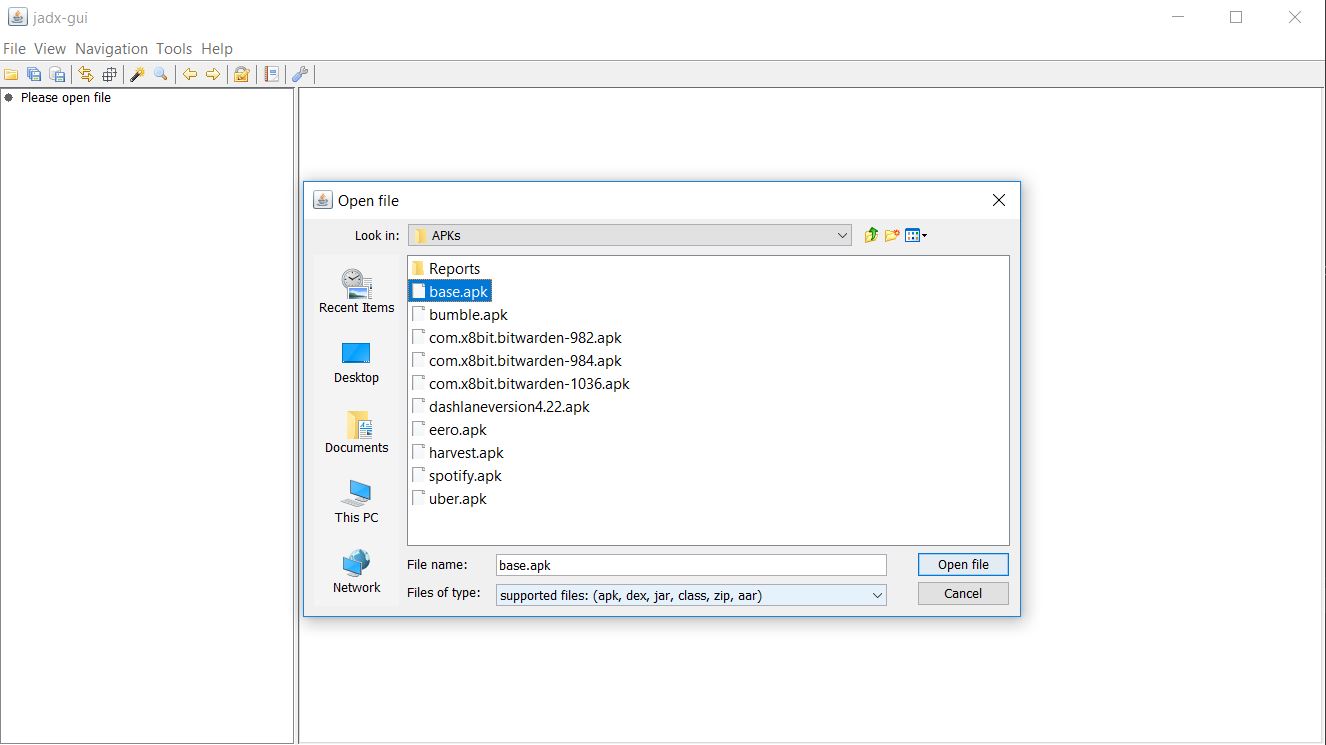 jadx-gui
File View Navigation Tools Help
Please open file
Open file
Look in: APKs
Recent Items
Desktop
Documents
This PC
Network
Reports
base.apk
bumble.apk
com.x8bit.bitwarden-982.apk
com.x8bit.bitwarden-984.apk
com.x8bit.bitwarden-1036.apk
dashlaneversion4.22.apk
eero.apk
harvest.apk
spotify.apk
uber.apk
File name: base.apk
Open file
Files of type: supported files: (apk, dex, jar, class, zip, aar)
Cancel